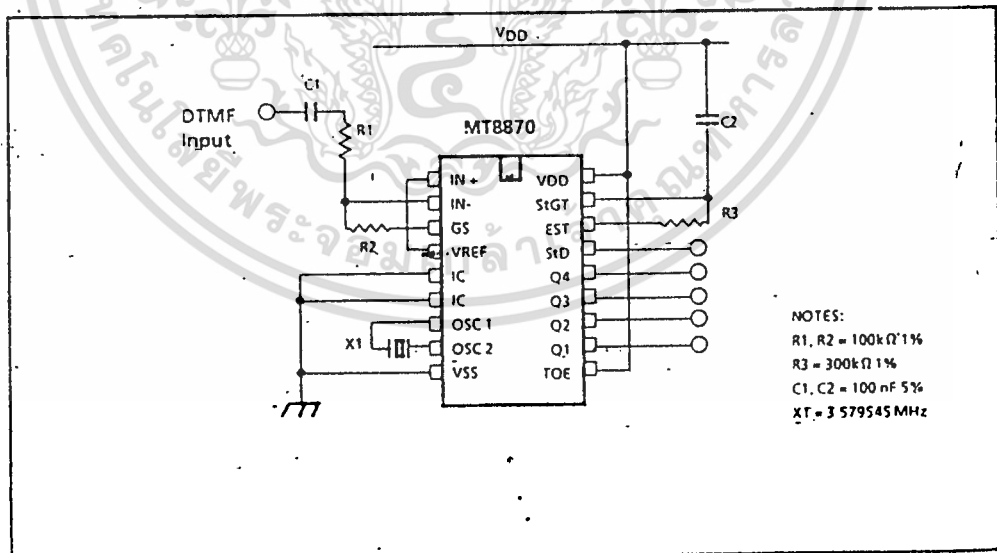 VDD
C1
DTMF
Input
R1
MT8870
C2
IN +
IN-
GS
R2
VREF
IC
IC
OSC 1
X1
OSC 2
VSS
VDD
StGT
EST
R3
StD
Q4
Q3
Q2
Q1
TOE
NOTES:
R1, R2 = 100kΩ 1%
R3 = 300kΩ 1%
C1, C2 = 100 nF 5%
XT = 3 579545 MHz